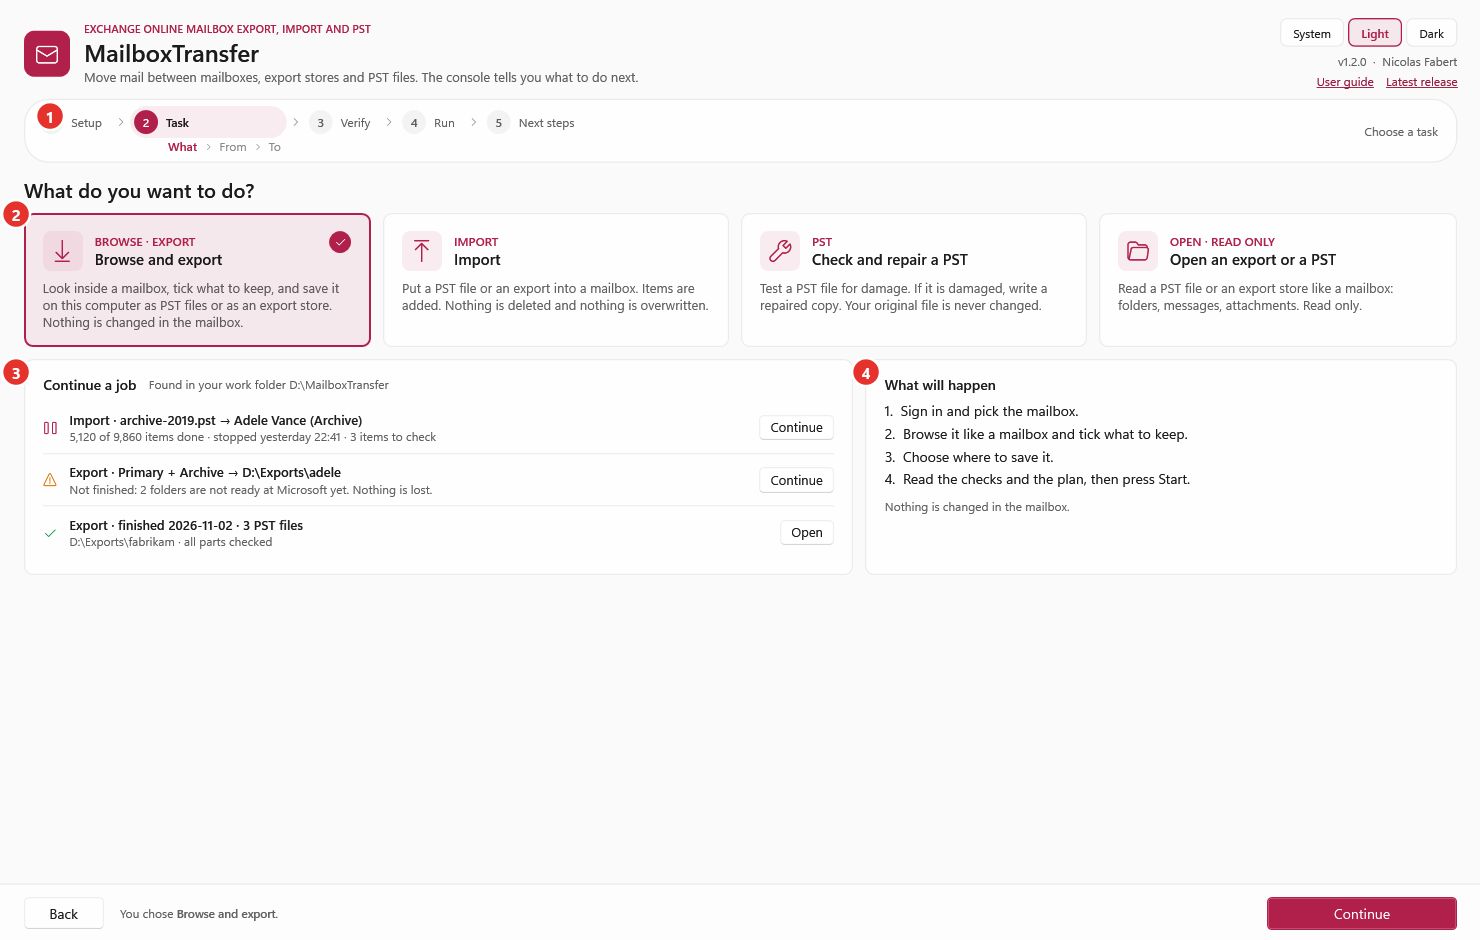 EXCHANGE ONLINE MAILBOX EXPORT, IMPORT AND PST
MailboxTransfer
Move mail between mailboxes, export stores and PST files. The console tells you what to do next.
System
Light
Dark
v1.2.0 · Nicolas Fabert
User guide
Latest release
1
Setup
2
Task
3
Verify
4
Run
5
Next steps
What
From
To
Choose a task
What do you want to do?
2
BROWSE · EXPORT
Browse and export
Look inside a mailbox, tick what to keep, and save it
on this computer as PST files or as an export store.
Nothing is changed in the mailbox.
IMPORT
Import
Put a PST file or an export into a mailbox. Items are
added. Nothing is deleted and nothing is overwritten.
PST
Check and repair a PST
Test a PST file for damage. If it is damaged, write a
repaired copy. Your original file is never changed.
OPEN · READ ONLY
Open an export or a PST
Read a PST file or an export store like a mailbox:
folders, messages, attachments. Read only.
3
Continue a job
Found in your work folder D:\MailboxTransfer
Import · archive-2019.pst → Adele Vance (Archive)
5,120 of 9,860 items done · stopped yesterday 22:41 · 3 items to check
Continue
Export · Primary + Archive → D:\Exports\adele
Not finished: 2 folders are not ready at Microsoft yet. Nothing is lost.
Continue
Export · finished 2026-11-02 · 3 PST files
D:\Exports\fabrikam · all parts checked
Open
4
What will happen
1. Sign in and pick the mailbox.
2. Browse it like a mailbox and tick what to keep.
3. Choose where to save it.
4. Read the checks and the plan, then press Start.
Nothing is changed in the mailbox.
Back
You chose Browse and export.
Continue